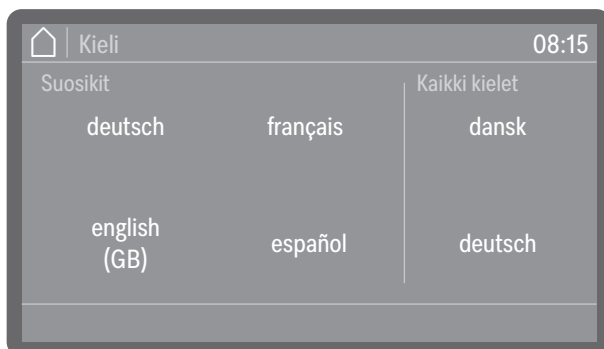 Kieli 08:15
Suosikit Kaikki kielet
deutsch français dansk
english
(GB) español deutsch